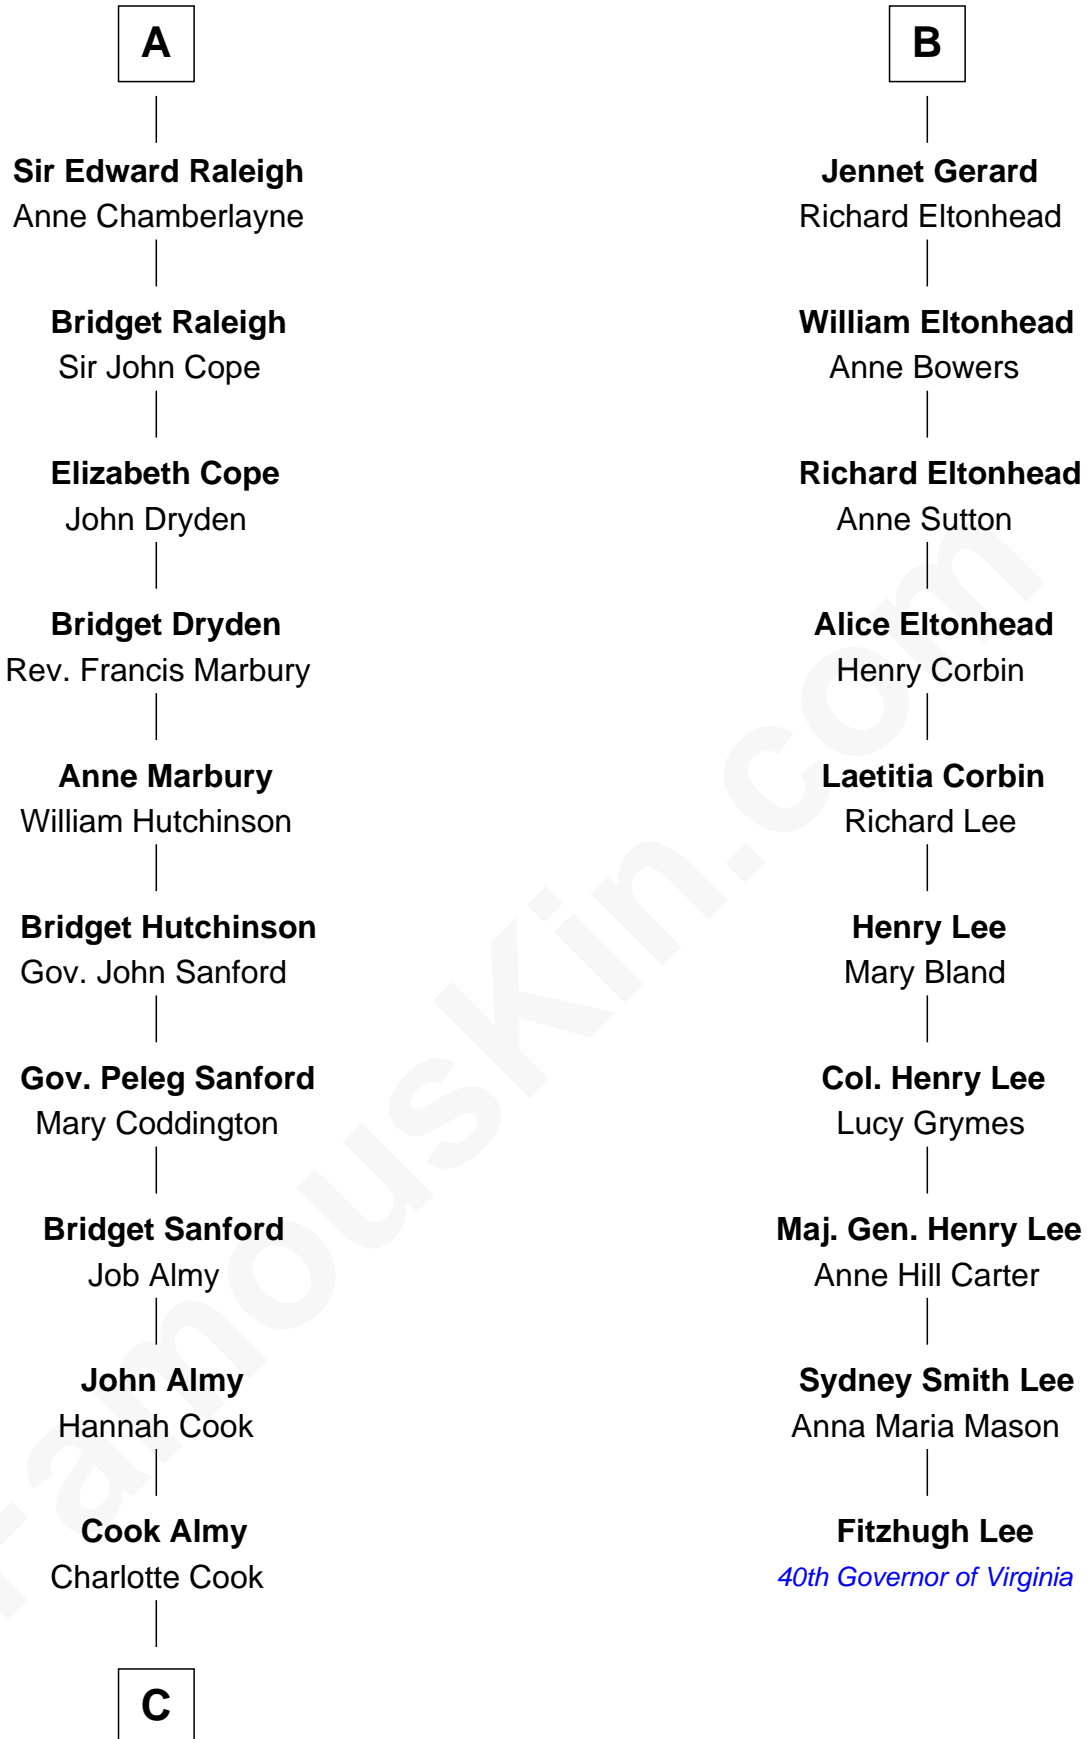 A
Sir Edward Raleigh
Anne Chamberlayne
Bridget Raleigh
Sir John Cope
Elizabeth Cope
John Dryden
Bridget Dryden
Rev. Francis Marbury
Anne Marbury
William Hutchinson
Bridget Hutchinson
Gov. John Sanford
Gov. Peleg Sanford
Mary Coddington
Bridget Sanford
Job Almy
John Almy
Hannah Cook
Cook Almy
Charlotte Cook
C
B
Jennet Gerard
Richard Eltonhead
William Eltonhead
Anne Bowers
Richard Eltonhead
Anne Sutton
Alice Eltonhead
Henry Corbin
Laetitia Corbin
Richard Lee
Henry Lee
Mary Bland
Col. Henry Lee
Lucy Grymes
Maj. Gen. Henry Lee
Anne Hill Carter
Sydney Smith Lee
Anna Maria Mason
Fitzhugh Lee
40th Governor of Virginia
FamousKin.com